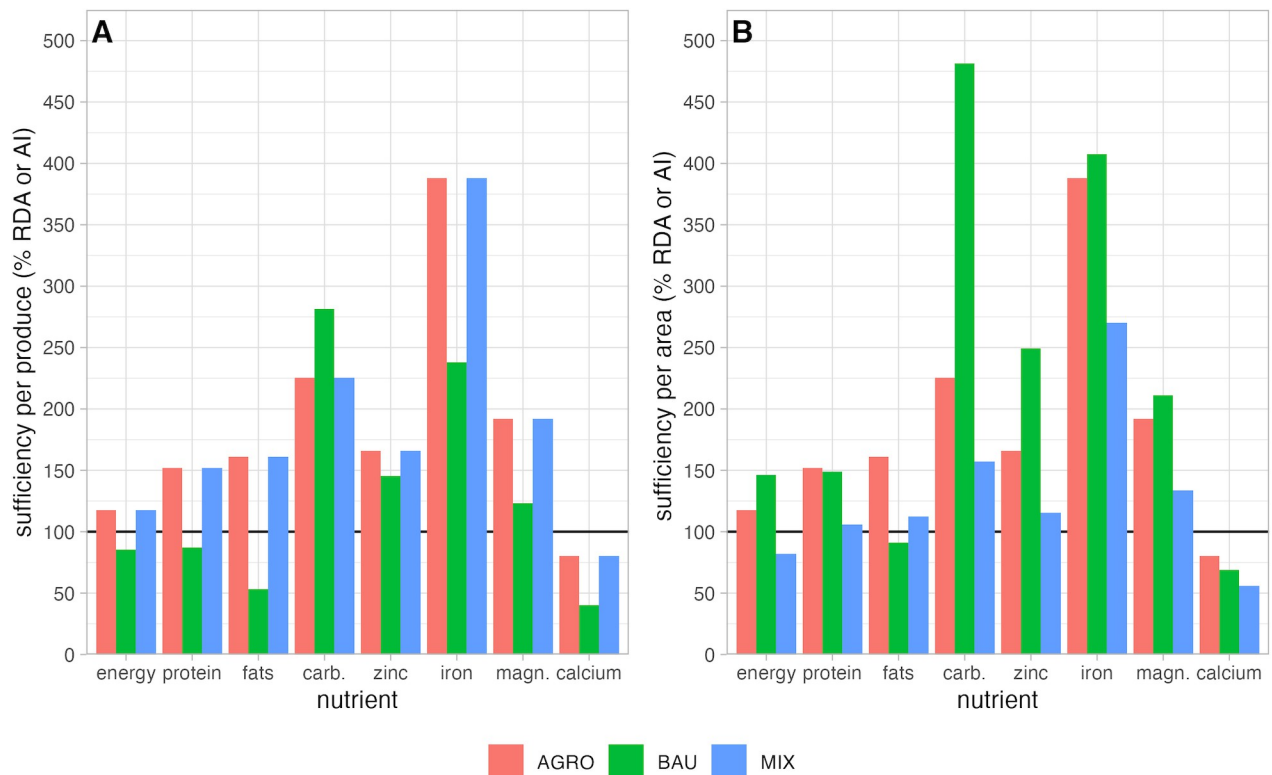 A
sufficiency per produce (% RDA or AI)
500
450
400
350
300
250
200
150
100
50
0
energy protein fats carb. zinc iron magn. calcium
nutrient
B
sufficiency per area (% RDA or AI)
500
450
400
350
300
250
200
150
100
50
0
energy protein fats carb. zinc iron magn. calcium
nutrient
AGRO BAU MIX